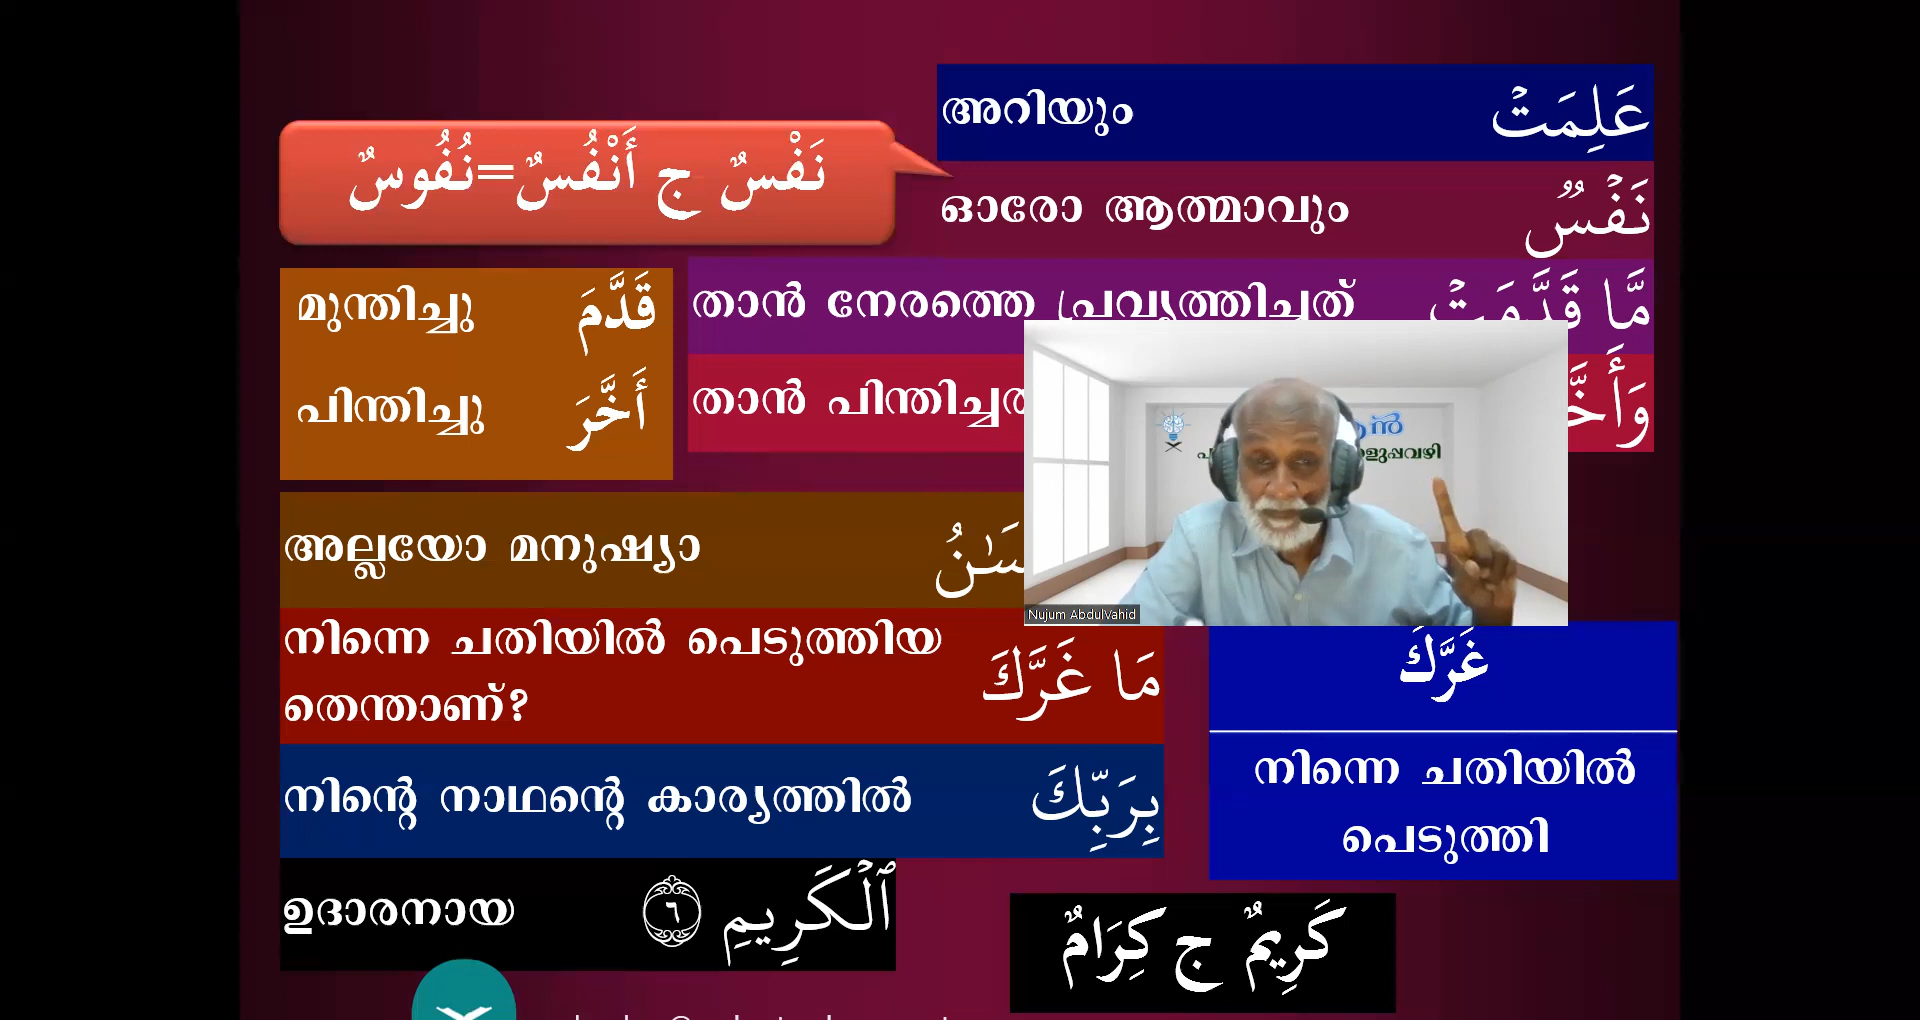 അറിയും عَلِمَتْ
نَفْسٌ ج أَنْفُسٌ=نُفُوسٌ
ഓരോ ആത്മാവും نَفْسٌ
മുന്തിച്ചു قَدَّمَ
താൻ നേരത്തെ പ്രവൃത്തിച്ചത് مَّا قَدَّمَتْ
പിന്തിച്ചു أَخَّرَ
താൻ
അല്ലയോ മനുഷ്യാ
Nujum AbdulVahid
നിന്നെ ചതിയിൽ പെടുത്തിയ
തെന്താണ്? مَا غَرَّكَ
غَرَّكَ
നിന്നെ ചതിയിൽ
പെടുത്തി
നിന്റെ നാഥന്റെ കാര്യത്തിൽ بِرَبِّكَ
ഉദാരനായ ٱلْكَرِيمِ ٦
كَرِيمٌ ج كِرَامٌ